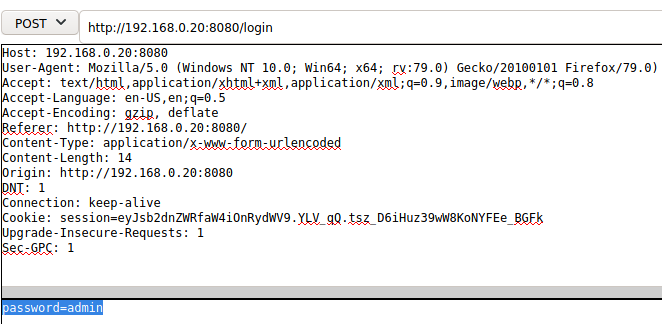 POST
http://192.168.0.20:8080/login
Host: 192.168.0.20:8080
User-Agent: Mozilla/5.0 (Windows NT 10.0; Win64; x64; rv:79.0) Gecko/20100101 Firefox/79.0)
Accept: text/html,application/xhtml+xml,application/xml;q=0.9,image/webp,*/*;q=0.8
Accept-Language: en-US,en;q=0.5
Accept-Encoding: gzip, deflate
Referer: http://192.168.0.20:8080/
Content-Type: application/x-www-form-urlencoded
Content-Length: 14
Origin: http://192.168.0.20:8080
DNT: 1
Connection: keep-alive
Cookie: session=eyJsb2dnZWRfaW4iOnRydWV9.YLV_qQ.tsz_D6iHuz39wW8KoNYFEe_BGFk
Upgrade-Insecure-Requests: 1
Sec-GPC: 1
password=admin